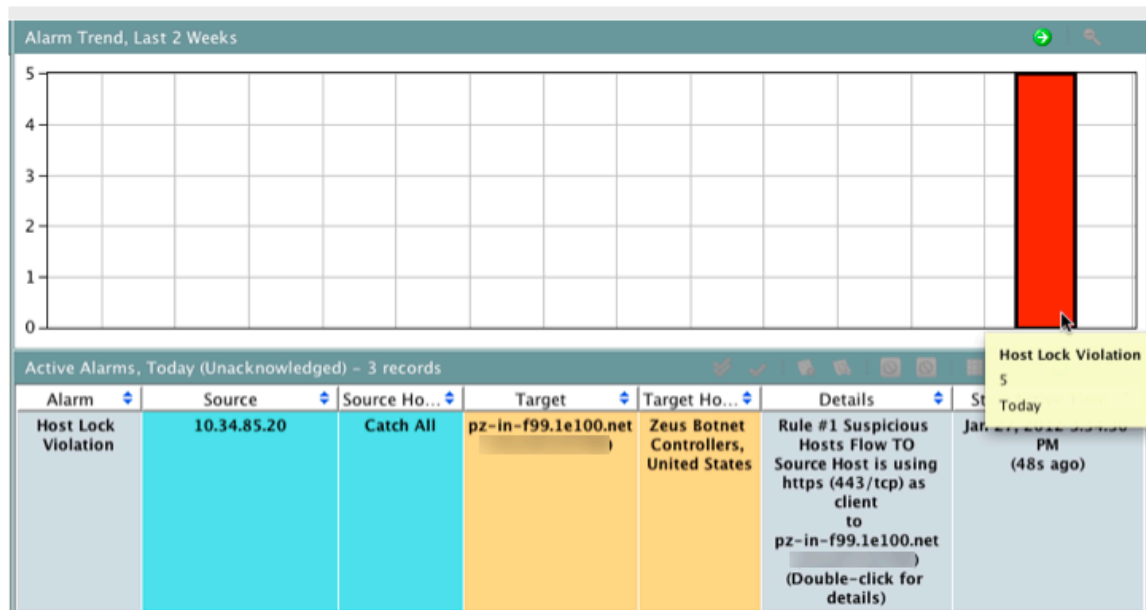 Alarm Trend, Last 2 Weeks
5
4
3
2
1
0
Host Lock Violation
5
Today
Active Alarms, Today (Unacknowledged) – 3 records
Alarm Source Source Ho... Target Target Ho... Details
Host Lock
Violation
10.34.85.20
Catch All
pz-in-f99.1e100.net
)
Zeus Botnet
Controllers,
United States
Rule #1 Suspicious
Hosts Flow TO
Source Host is using
https (443/tcp) as
client
to
pz-in-f99.1e100.net
)
(Double-click for
details)
PM
(48s ago)